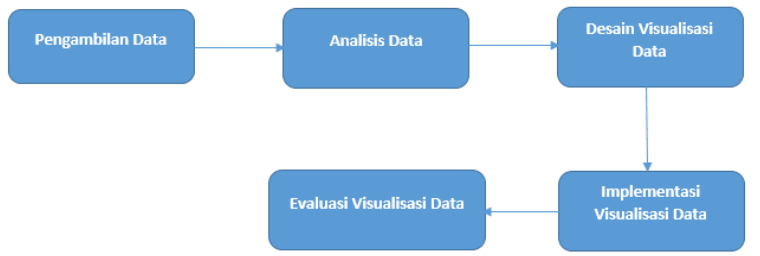 Pengambilan Data
Analisis Data
Desain Visualisasi
Data
Implementasi
Visualisasi Data
Evaluasi Visualisasi Data